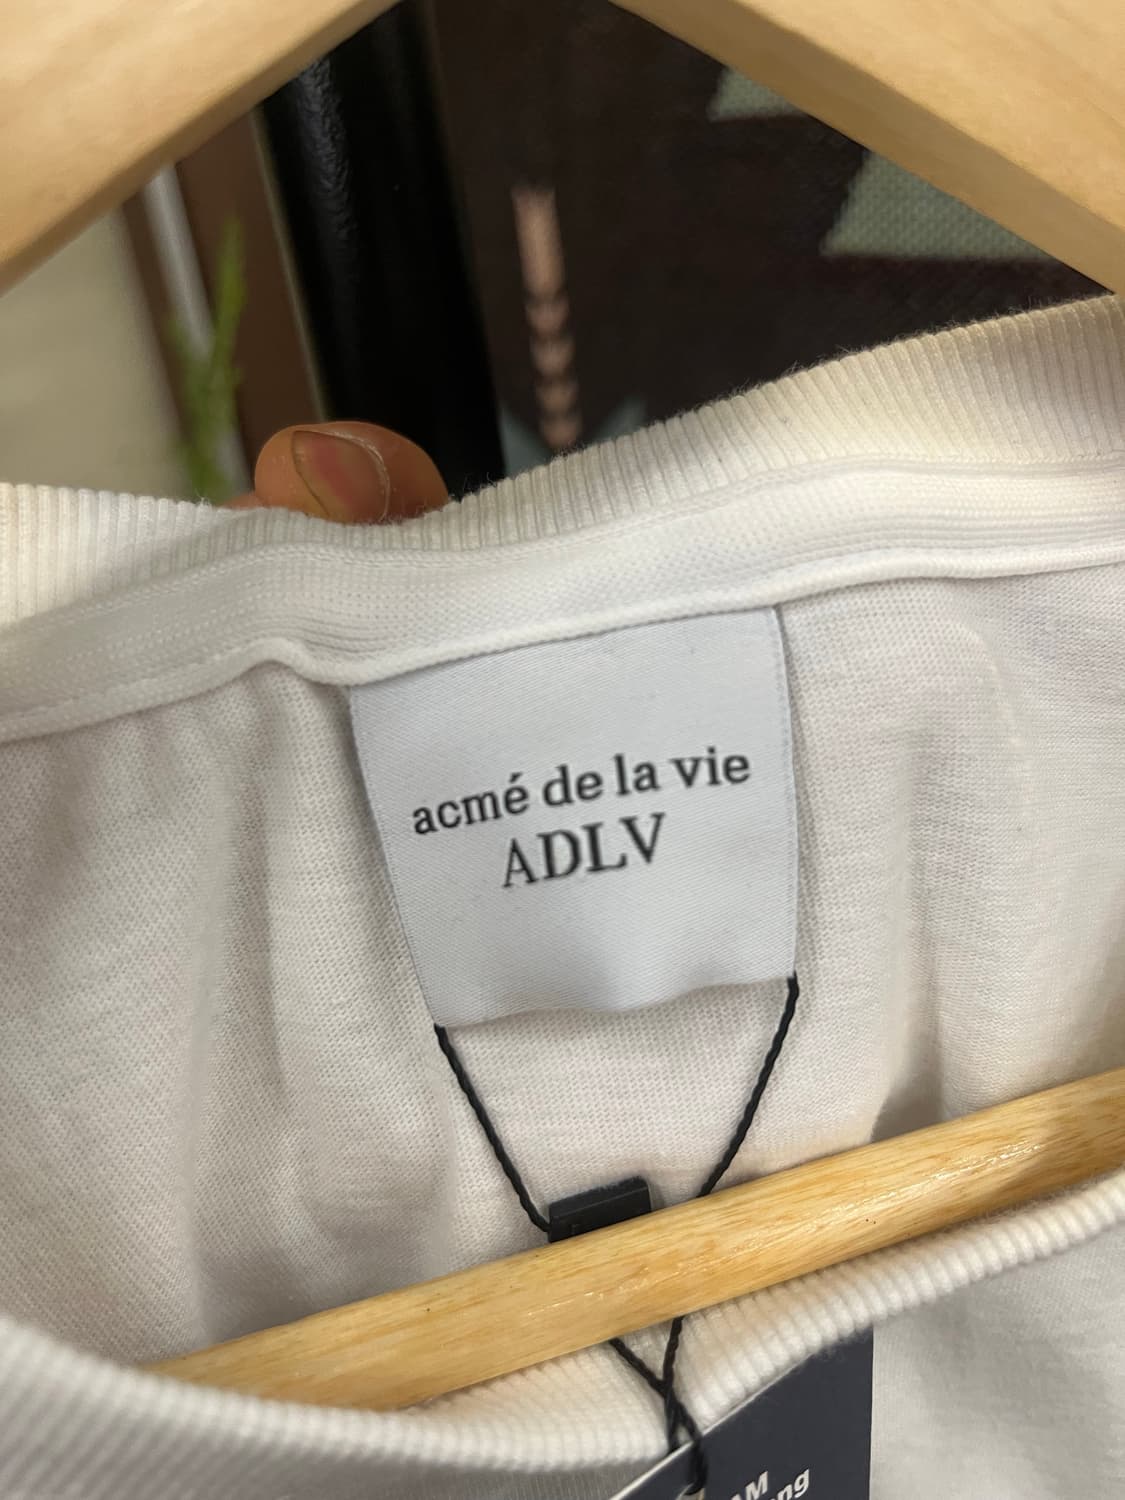 acmé de la vie
ADLV